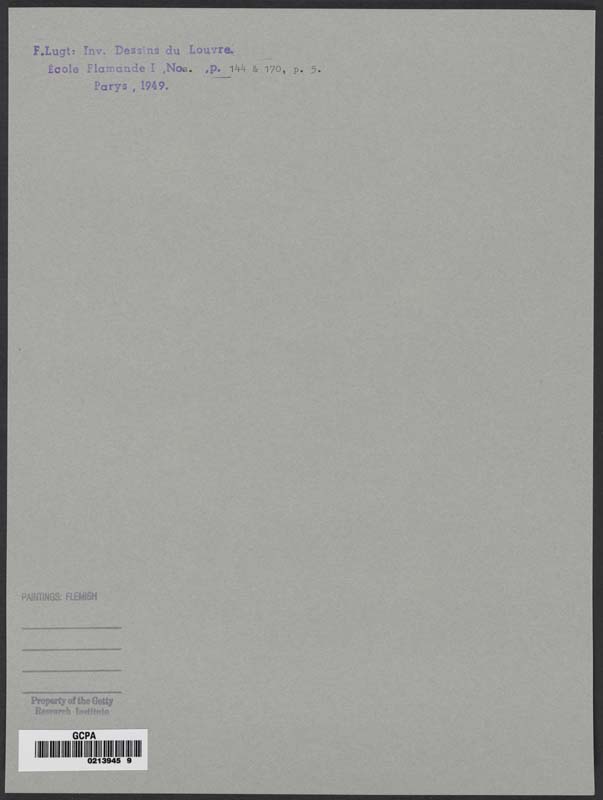 F.Lugt: Inv. Dessins du Louvre.
Ecole Flamande I ,Nos. ,p. 144 & 170, p. 5.
Parys , 1949.
PAINTINGS: FLEMISH
Property of the Getty
Research Institute
GCPA
0213945 9